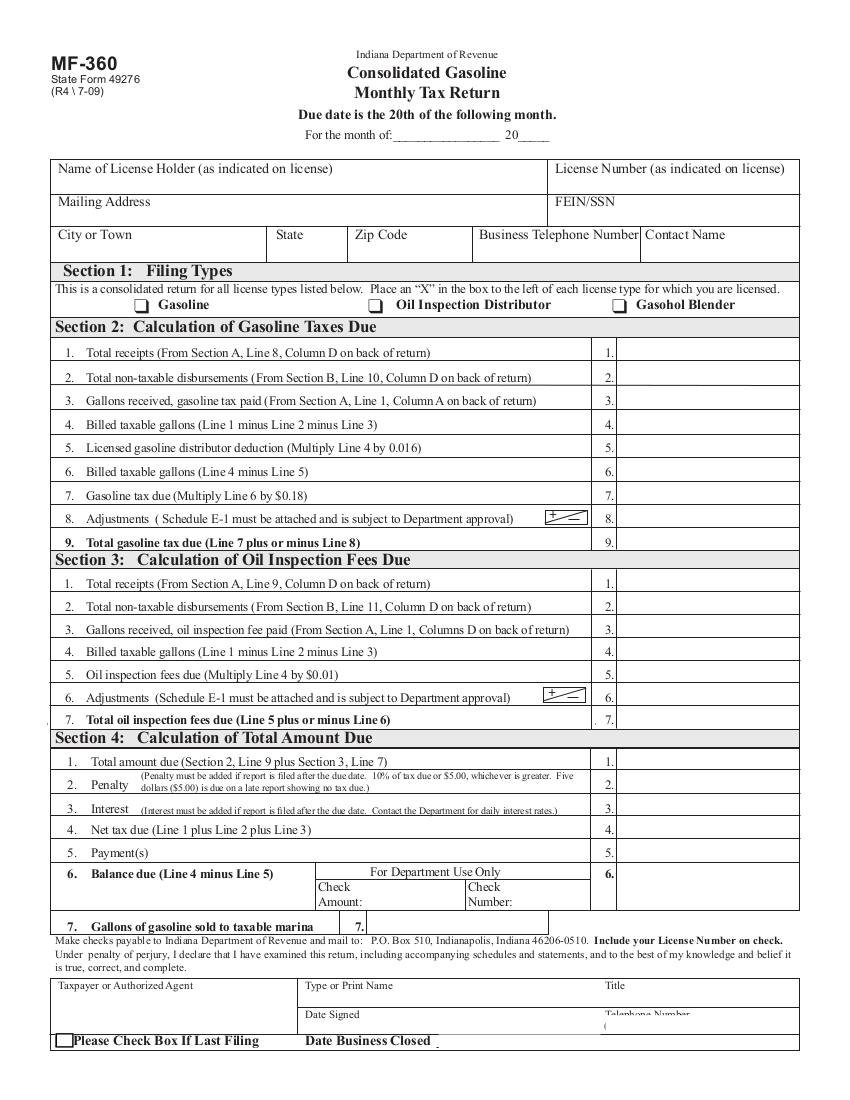 MF-360
State Form 49276
(R4 \ 7-09)
Indiana Department of Revenue
Consolidated Gasoline
Monthly Tax Return
Due date is the 20th of the following month.
For the month of:_________________ 20_____
Name of License Holder (as indicated on license) License Number (as indicated on license)
Mailing Address FEIN/SSN
City or Town State Zip Code Business Telephone Number Contact Name
Section 1: Filing Types
This is a consolidated return for all license types listed below. Place an “X” in the box to the left of each license type for which you are licensed.
Gasoline Oil Inspection Distributor Gasohol Blender
Section 2: Calculation of Gasoline Taxes Due
1. Total receipts (From Section A, Line 8, Column D on back of return) 1.
2. Total non-taxable disbursements (From Section B, Line 10, Column D on back of return) 2.
3. Gallons received, gasoline tax paid (From Section A, Line 1, Column A on back of return) 3.
4. Billed taxable gallons (Line 1 minus Line 2 minus Line 3) 4.
5. Licensed gasoline distributor deduction (Multiply Line 4 by 0.016) 5.
6. Billed taxable gallons (Line 4 minus Line 5) 6.
7. Gasoline tax due (Multiply Line 6 by $0.18) 7.
8. Adjustments ( Schedule E-1 must be attached and is subject to Department approval) + — 8.
9. Total gasoline tax due (Line 7 plus or minus Line 8) 9.
Section 3: Calculation of Oil Inspection Fees Due
1. Total receipts (From Section A, Line 9, Column D on back of return) 1.
2. Total non-taxable disbursements (From Section B, Line 11, Column D on back of return) 2.
3. Gallons received, oil inspection fee paid (From Section A, Line 1, Columns D on back of return) 3.
4. Billed taxable gallons (Line 1 minus Line 2 minus Line 3) 4.
5. Oil inspection fees due (Multiply Line 4 by $0.01) 5.
6. Adjustments (Schedule E-1 must be attached and is subject to Department approval) + — 6.
7. Total oil inspection fees due (Line 5 plus or minus Line 6) 7.
Section 4: Calculation of Total Amount Due
1. Total amount due (Section 2, Line 9 plus Section 3, Line 7) 1.
2. Penalty (Penalty must be added if report is filed after the due date. 10% of tax due or $5.00, whichever is greater. Five
dollars ($5.00) is due on a late report showing no tax due.) 2.
3. Interest (Interest must be added if report is filed after the due date. Contact the Department for daily interest rates.) 3.
4. Net tax due (Line 1 plus Line 2 plus Line 3) 4.
5. Payment(s) 5.
6. Balance due (Line 4 minus Line 5) For Department Use Only 6.
Check Check
Amount: Number:
7. Gallons of gasoline sold to taxable marina 7.
Make checks payable to Indiana Department of Revenue and mail to: P.O. Box 510, Indianapolis, Indiana 46206-0510. Include your License Number on check.
Under penalty of perjury, I declare that I have examined this return, including accompanying schedules and statements, and to the best of my knowledge and belief it
is true, correct, and complete.
Taxpayer or Authorized Agent Type or Print Name Title
Date Signed Telephone Number
(
Please Check Box If Last Filing Date Business Closed